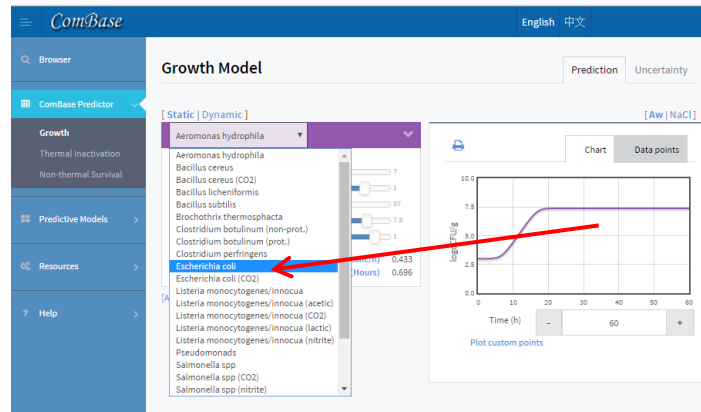 ComBase
English 中文
Browser
Growth Model
Prediction Uncertainty
ComBase Predictor
[ Static | Dynamic ]
[ Aw | NaCl ]
Growth
Thermal Inactivation
Non-thermal Survival
Predictive Models
Resources
Help
Aeromonas hydrophila
Aeromonas hydrophila
Bacillus cereus
Bacillus cereus (CO2)
Bacillus licheniformis
Bacillus subtilis
Brochothrix thermosphacta
Clostridium botulinum (non-prot.)
Clostridium botulinum (prot.)
Clostridium perfringens
Escherichia coli
Escherichia coli (CO2)
Listeria monocytogenes/innocua
Listeria monocytogenes/innocua (acetic)
Listeria monocytogenes/innocua (CO2)
Listeria monocytogenes/innocua (lactic)
Listeria monocytogenes/innocua (nitrite)
Pseudomonads
Salmonella spp
Salmonella spp (CO2)
Salmonella spp (nitrite)
7
1
37
7.5
1
0.433
(Hours) 0.696
[A
Chart Data points
10.0
7.5
5.0
2.5
0.0
0 10 20 30 40 50 60
Time (h) - 60 +
Plot custom points